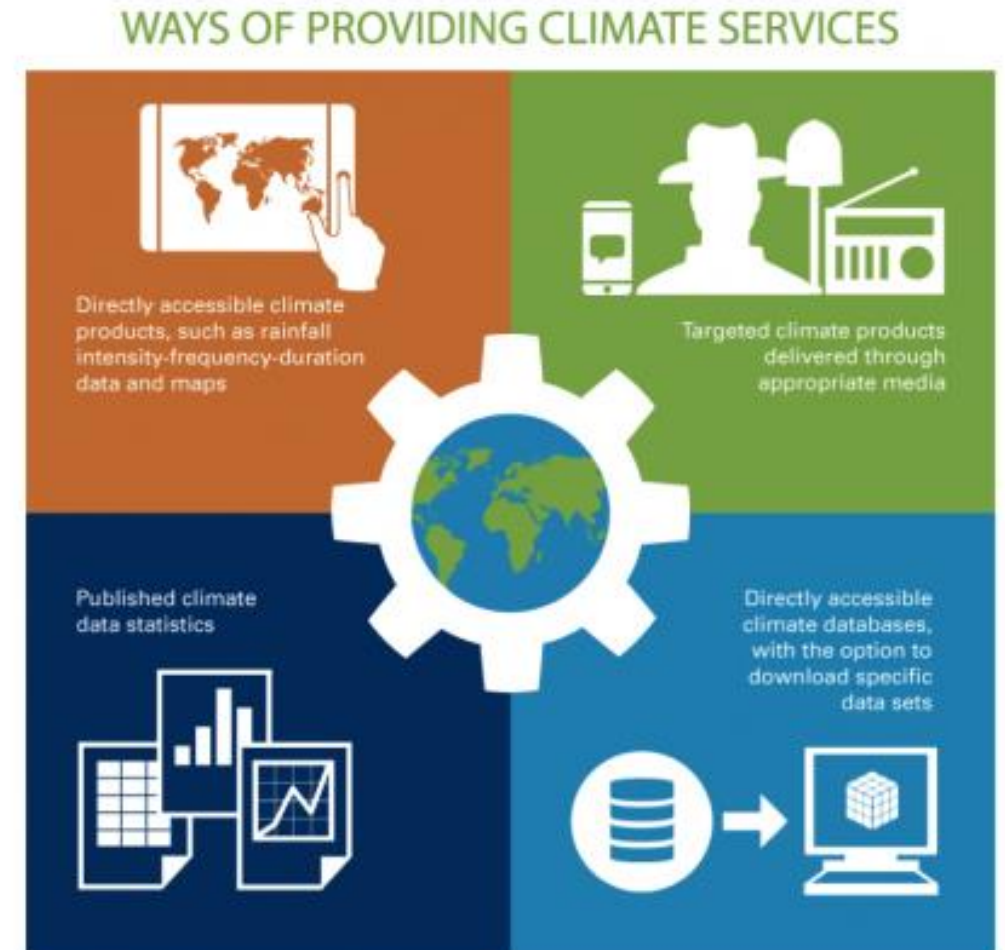 WAYS OF PROVIDING CLIMATE SERVICES
Directly accessible climate
products, such as rainfall
intensity-frequency-duration
data and maps
Targeted climate products
delivered through
appropriate media
Published climate
data statistics
Directly accessible
climate databases,
with the option to
download specific
data sets